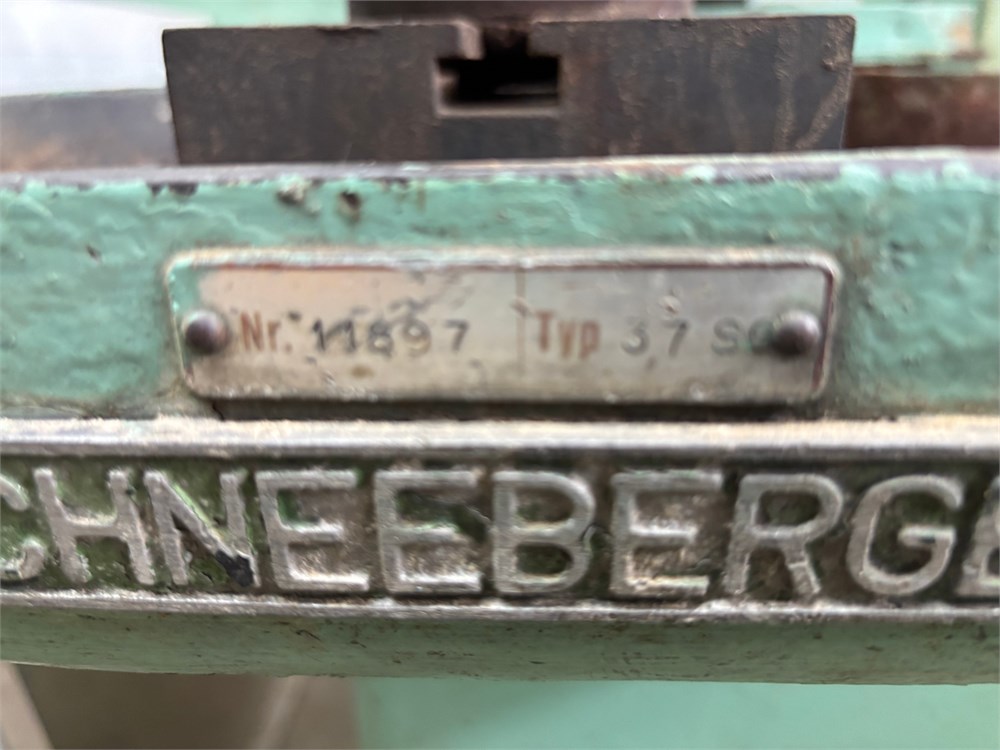 Nr. 11897 Typ 37
CHNEEBERGE